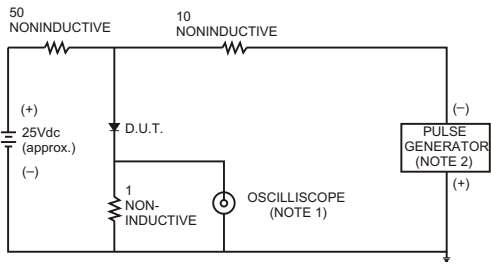 50
NONINDUCTIVE
10
NONINDUCTIVE
(+)
25Vdc
(approx.)
(–)
D.U.T.
1
NON-
INDUCTIVE
OSCILLISCOPE
(NOTE 1)
(–)
PULSE
GENERATOR
(NOTE 2)
(+)